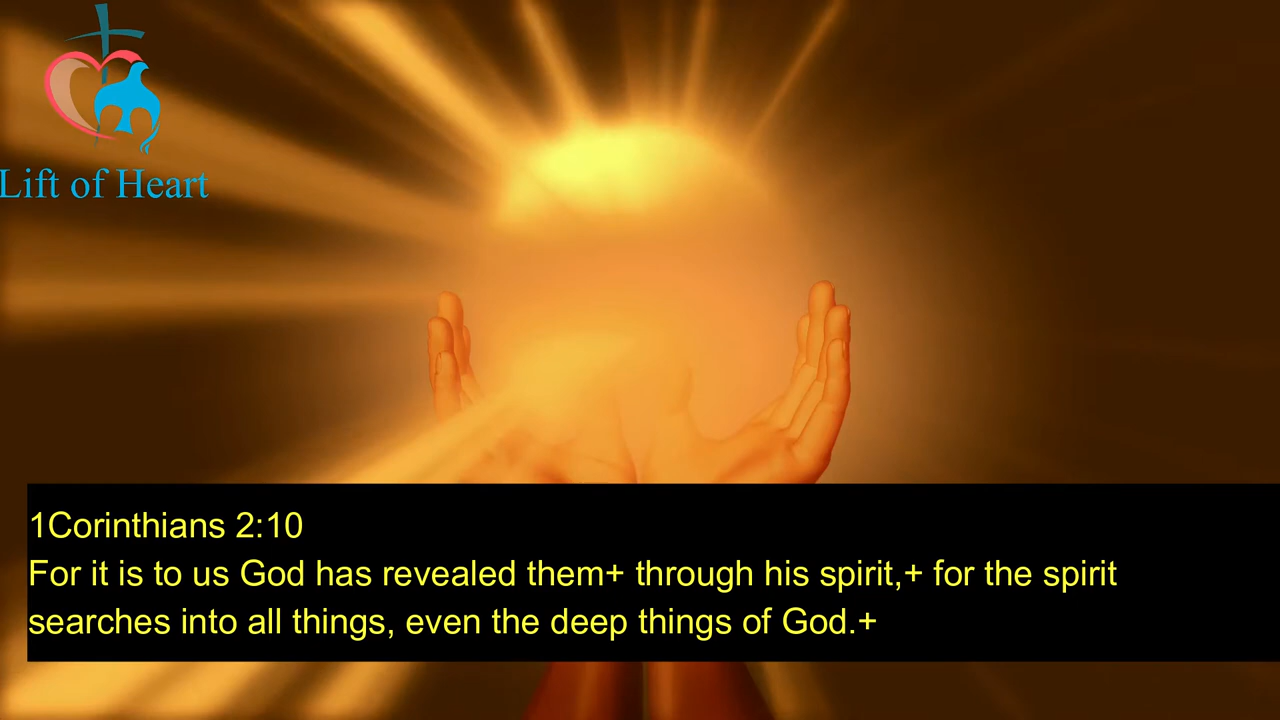 Lift of Heart
1Corinthians 2:10
For it is to us God has revealed them+ through his spirit,+ for the spirit
searches into all things, even the deep things of God.+